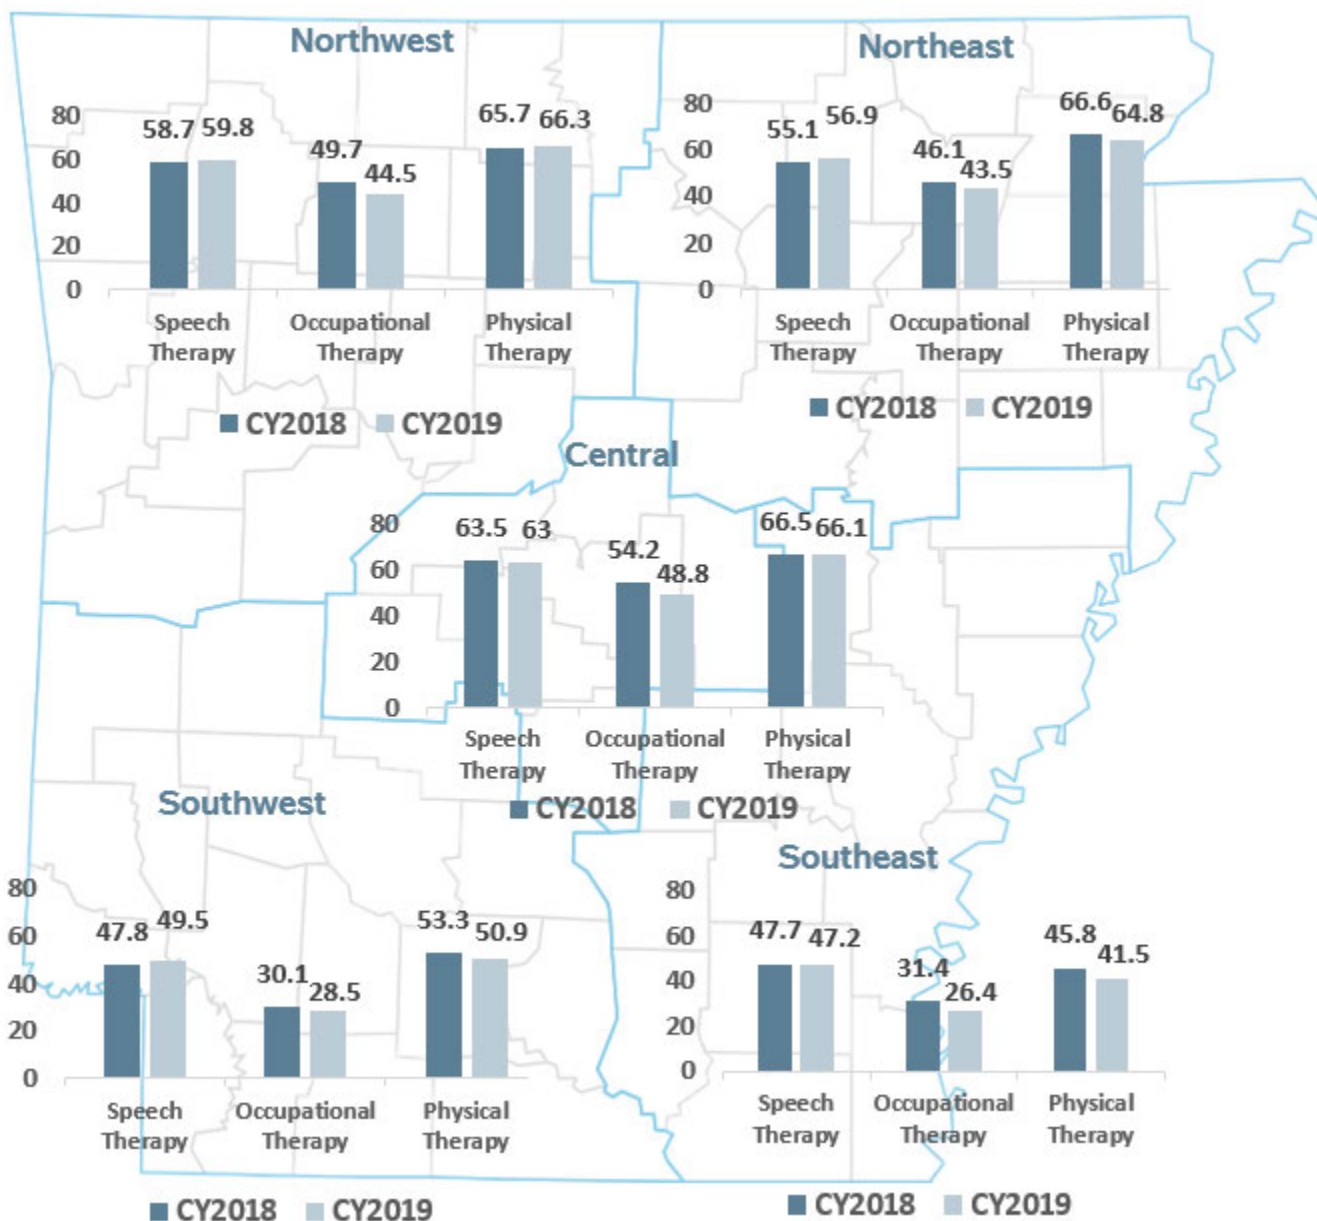 Northwest
80
60
40
20
0
58.7 59.8
49.7 44.5
65.7 66.3
Speech Therapy
Occupational Therapy
Physical Therapy
CY2018 CY2019
Northeast
80
60
40
20
0
55.1 56.9
46.1 43.5
66.6 64.8
Speech Therapy
Occupational Therapy
Physical Therapy
CY2018 CY2019
Central
80
60
40
20
0
63.5 63
54.2 48.8
66.5 66.1
Speech Therapy
Occupational Therapy
Physical Therapy
CY2018 CY2019
Southwest
80
60
40
20
0
47.8 49.5
30.1 28.5
53.3 50.9
Speech Therapy
Occupational Therapy
Physical Therapy
CY2018 CY2019
Southeast
80
60
40
20
0
47.7 47.2
31.4 26.4
45.8 41.5
Speech Therapy
Occupational Therapy
Physical Therapy
CY2018 CY2019